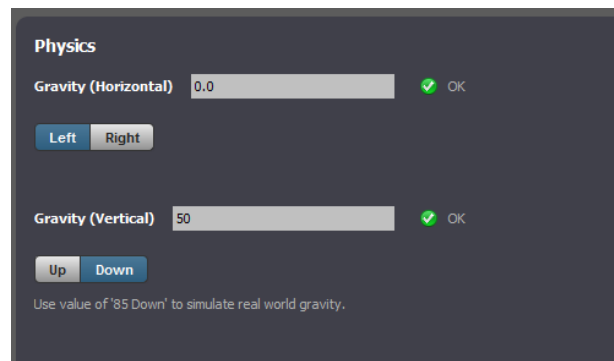 Physics
Gravity (Horizontal) 0.0 OK
Left Right
Gravity (Vertical) 50 OK
Up Down
Use value of '85 Down' to simulate real world gravity.